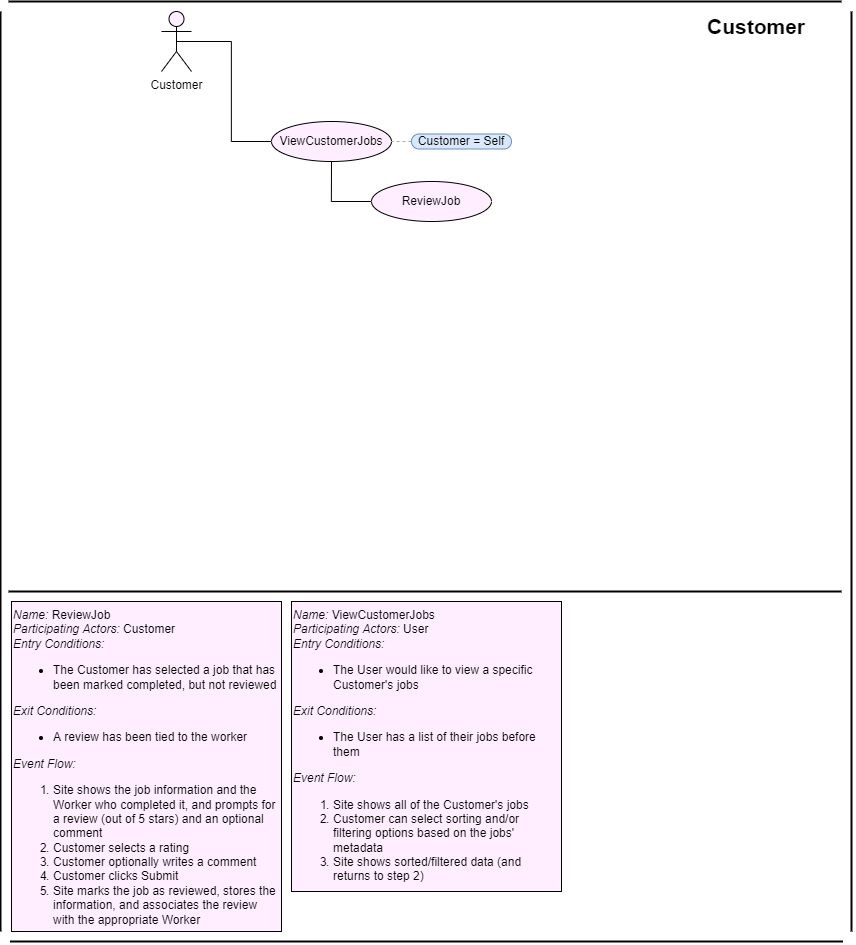 Customer
Customer
ViewCustomerJobs
Customer = Self
ReviewJob
Name: ReviewJob
Participating Actors: Customer
Entry Conditions:
• The Customer has selected a job that has
been marked completed, but not reviewed
Exit Conditions:
• A review has been tied to the worker
Event Flow:
1. Site shows the job information and the
Worker who completed it, and prompts for
a review (out of 5 stars) and an optional
comment
2. Customer selects a rating
3. Customer optionally writes a comment
4. Customer clicks Submit
5. Site marks the job as reviewed, stores the
information, and associates the review
with the appropriate Worker
Name: ViewCustomerJobs
Participating Actors: User
Entry Conditions:
• The User would like to view a specific
Customer's jobs
Exit Conditions:
• The User has a list of their jobs before
them
Event Flow:
1. Site shows all of the Customer's jobs
2. Customer can select sorting and/or
filtering options based on the jobs'
metadata
3. Site shows sorted/filtered data (and
returns to step 2)